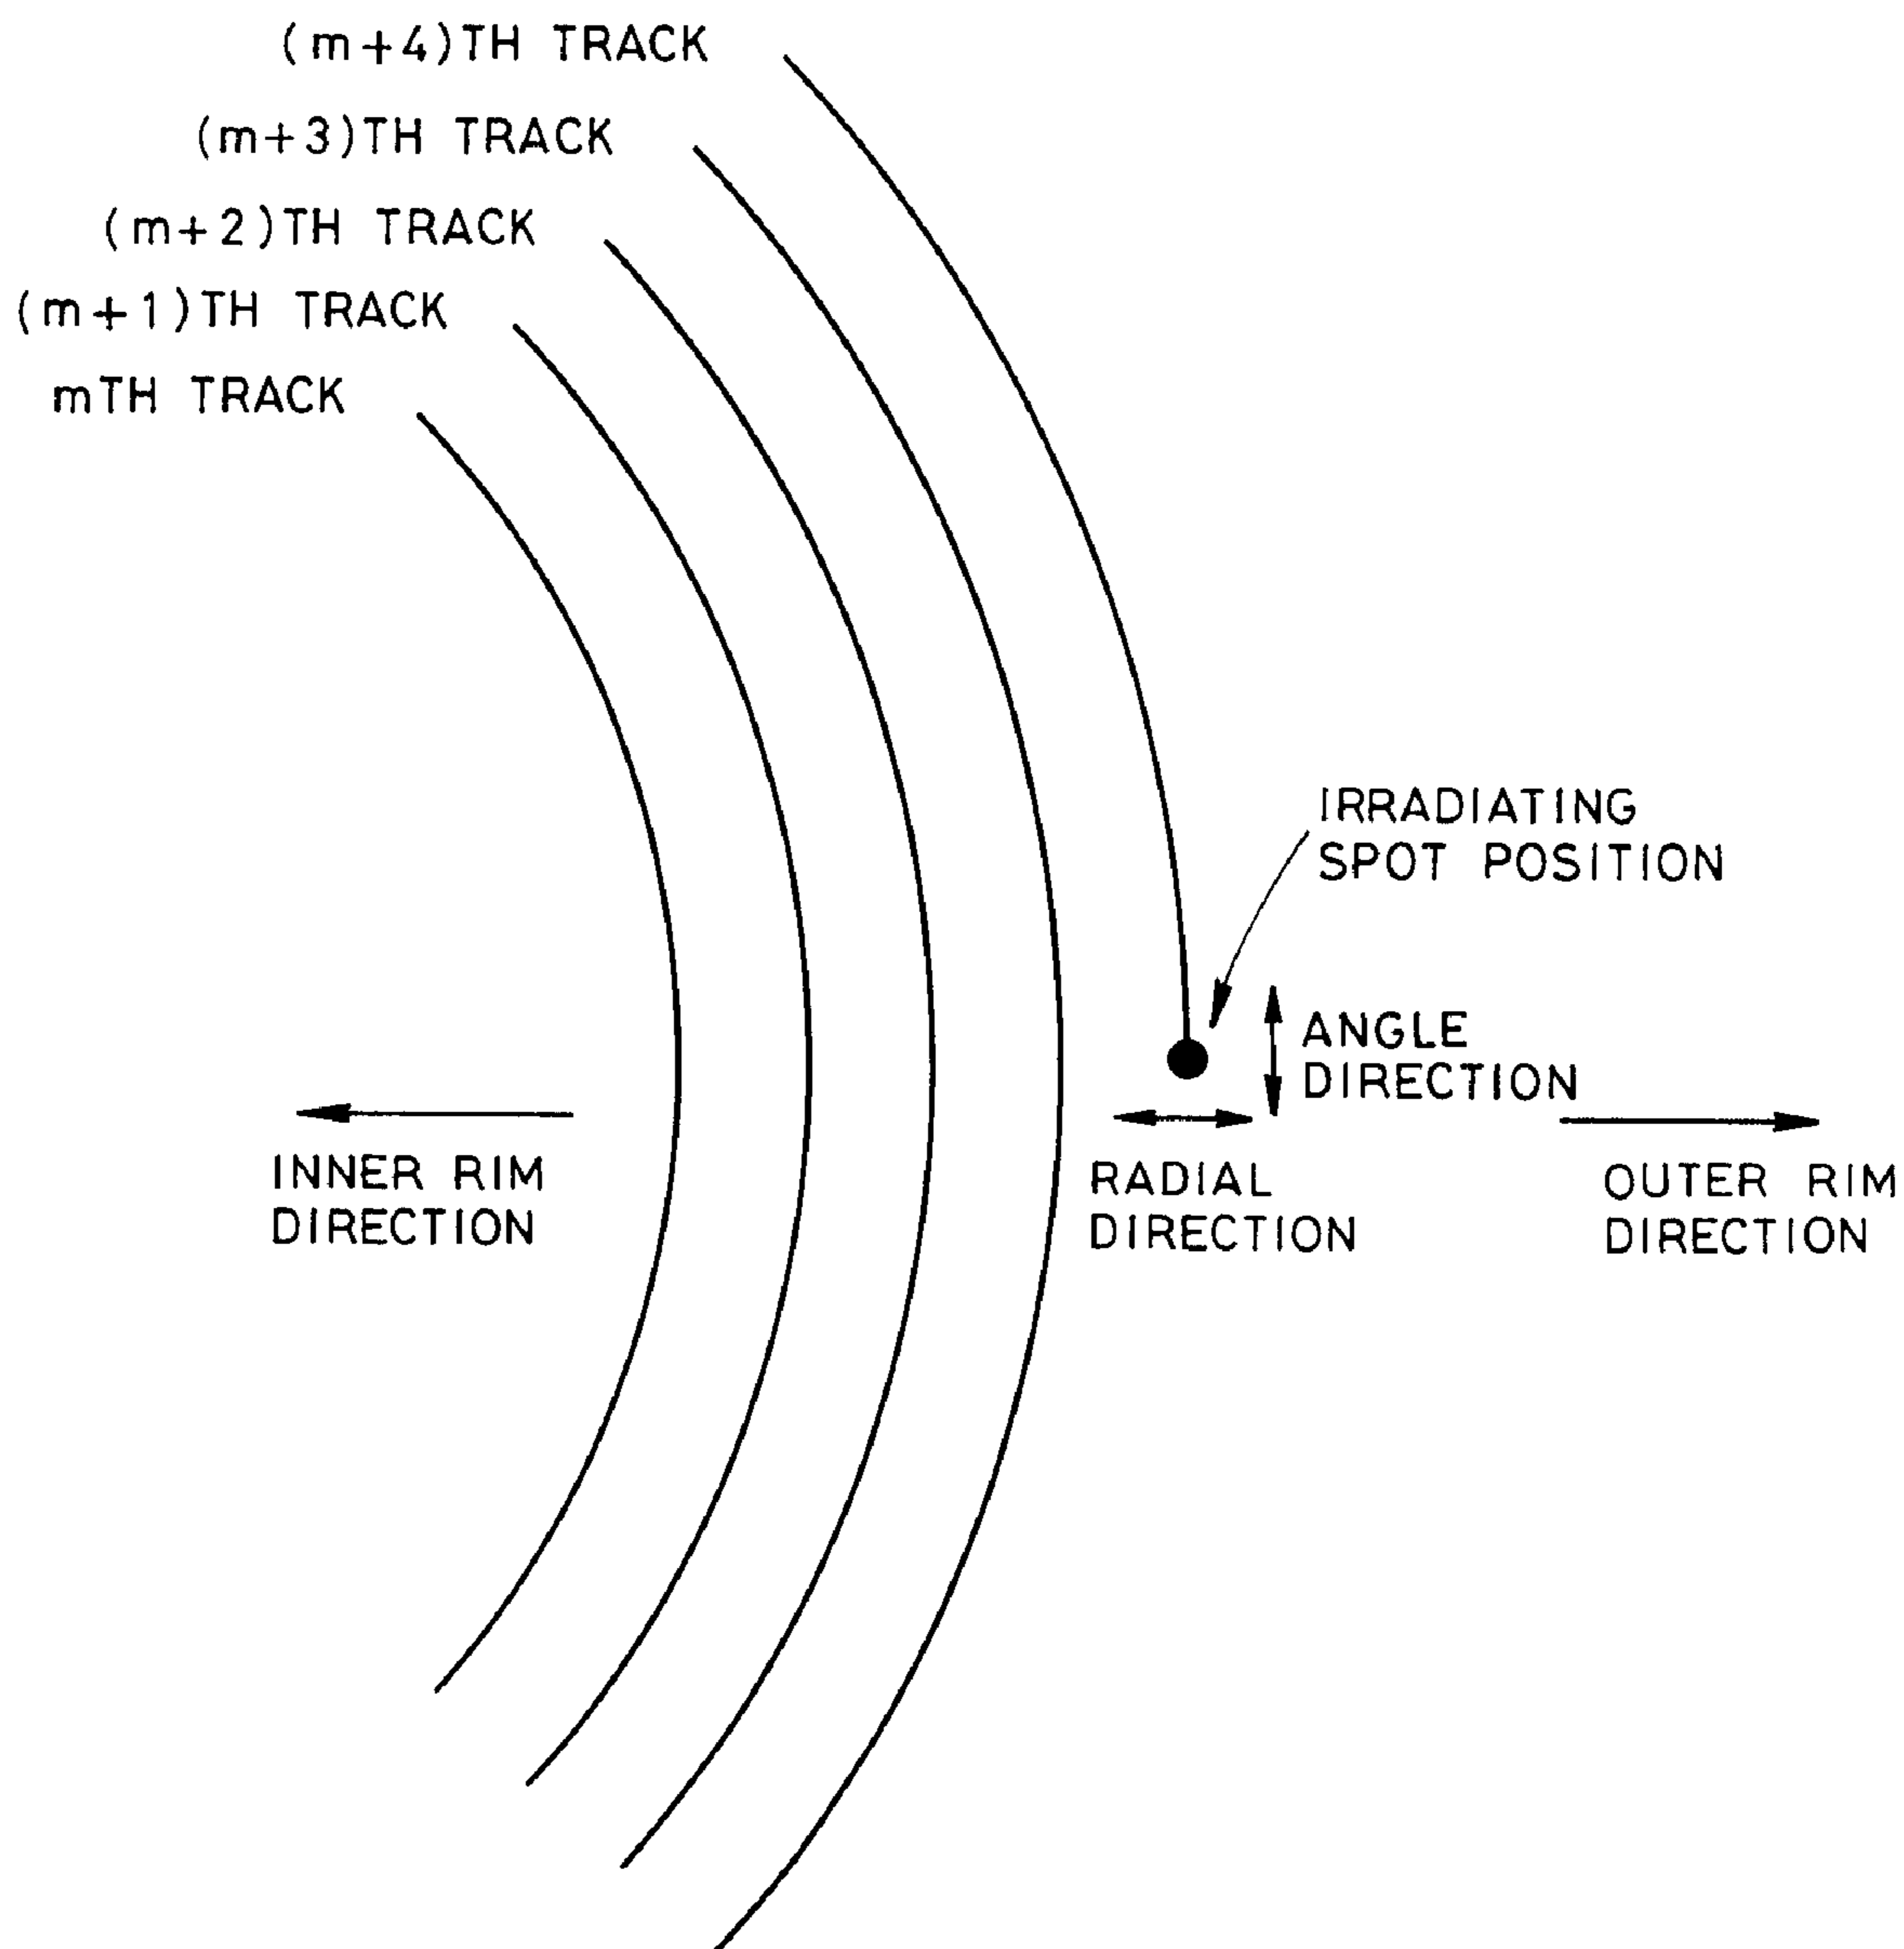 (m+4)TH TRACK
(m+3)TH TRACK
(m+2)TH TRACK
(m+1)TH TRACK
mTH TRACK
IRRADIATING
SPOT POSITION
ANGLE
DIRECTION
INNER RIM
DIRECTION
RADIAL
DIRECTION
OUTER RIM
DIRECTION